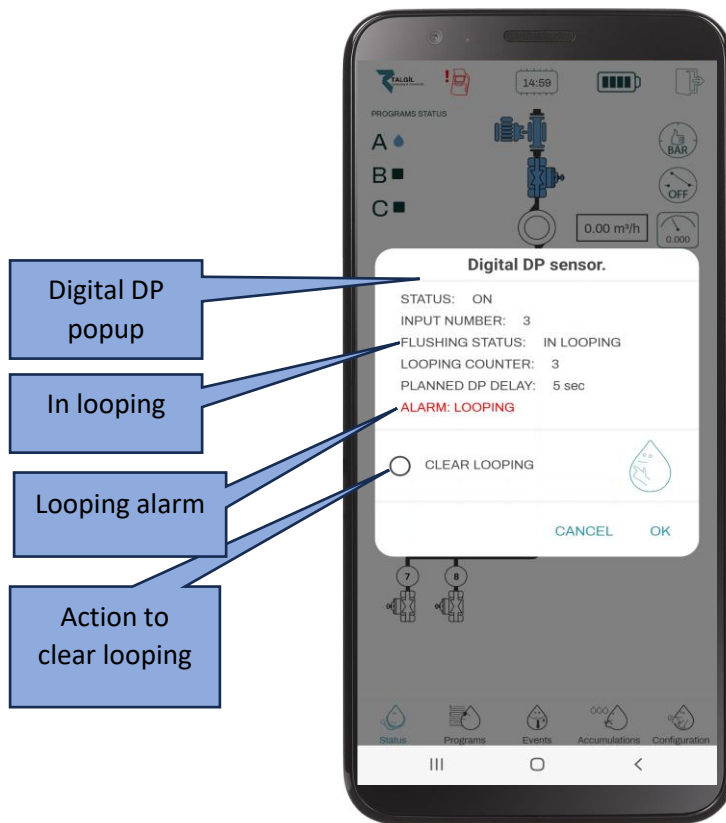 TALGIL
14:59
PROGRAMS STATUS
A
B
C
BAR
OFF
0.00 m³/h
0.000
Digital DP sensor.
STATUS: ON
INPUT NUMBER: 3
FLUSHING STATUS: IN LOOPING
LOOPING COUNTER: 3
PLANNED DP DELAY: 5 sec
ALARM: LOOPING
CLEAR LOOPING
CANCEL OK
7 8
Status Programs Events Accumulations Configuration
Digital DP
popup
In looping
Looping alarm
Action to
clear looping